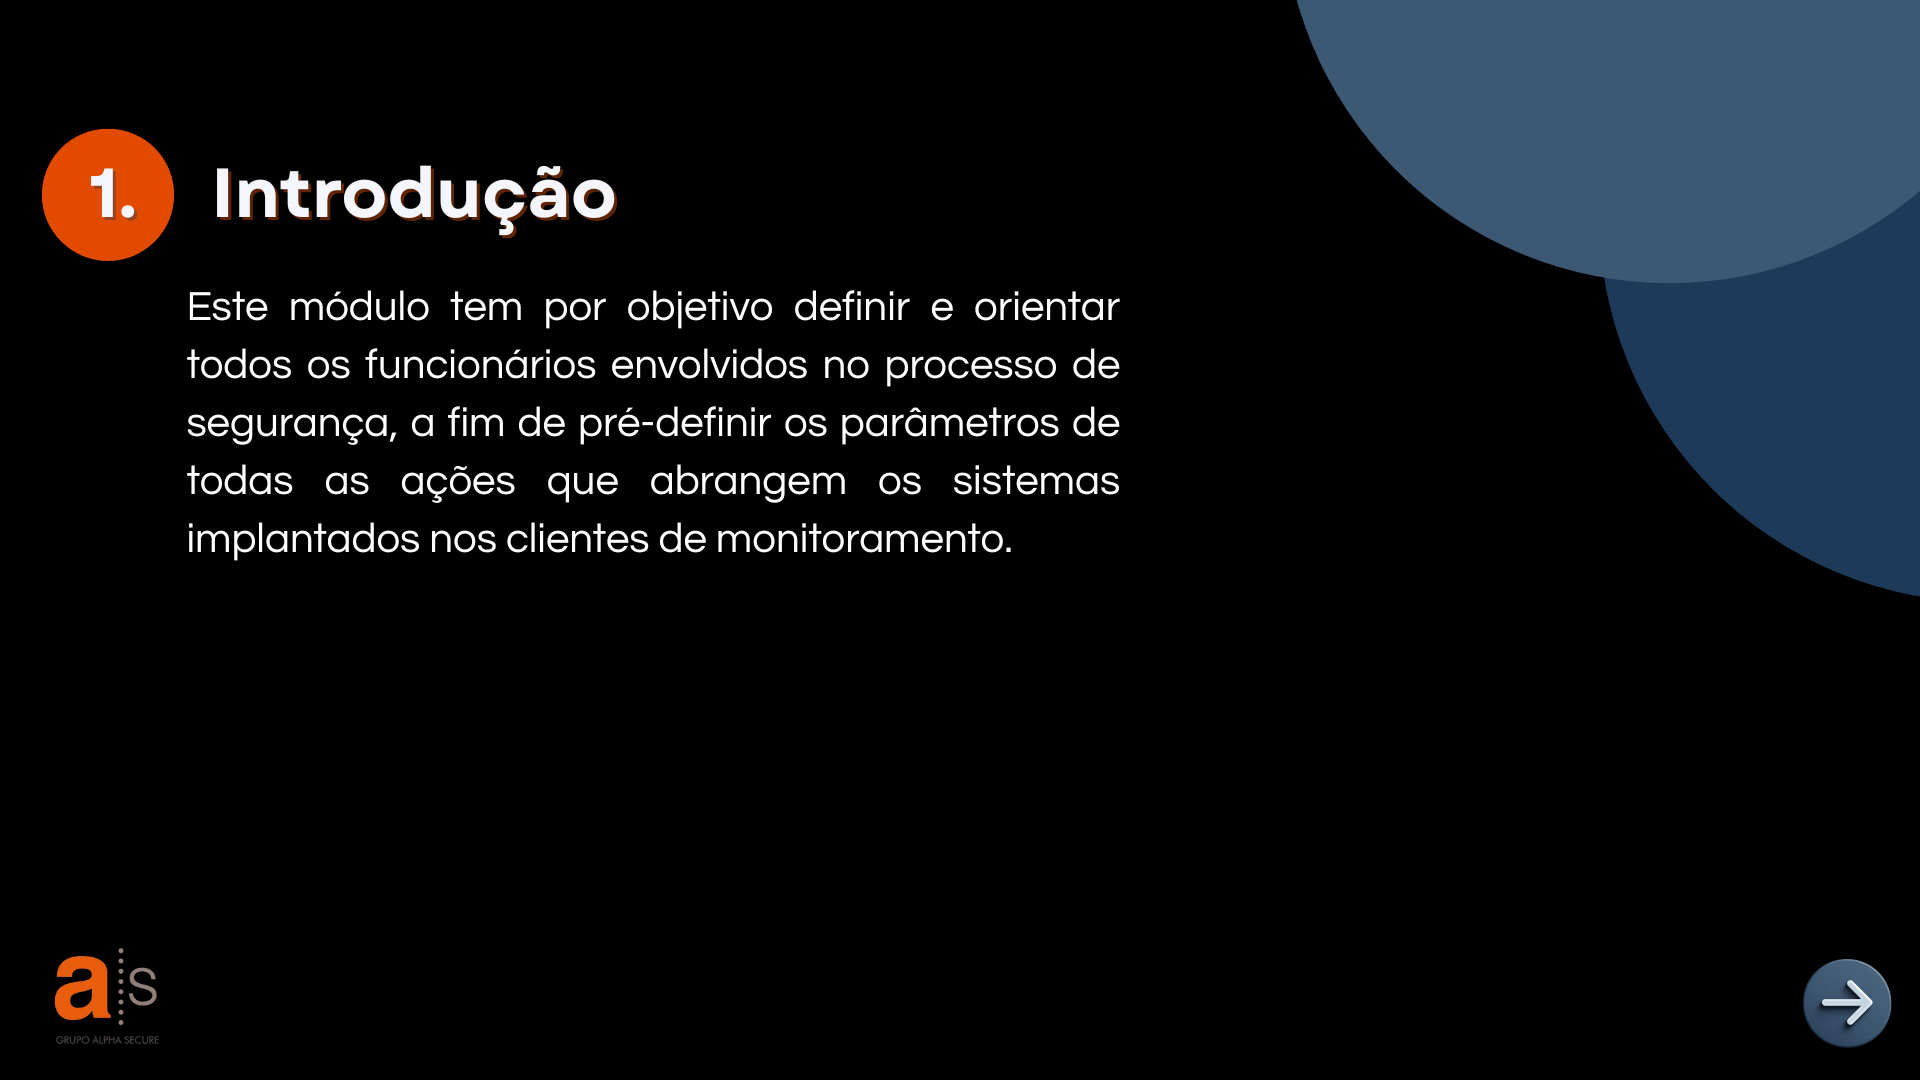 1. Introdução
Este módulo tem por objetivo definir e orientar
todos os funcionários envolvidos no processo de
segurança, a fim de pré-definir os parâmetros de
todas as ações que abrangem os sistemas
implantados nos clientes de monitoramento.
a s
GRUPO ALPHA SECURE